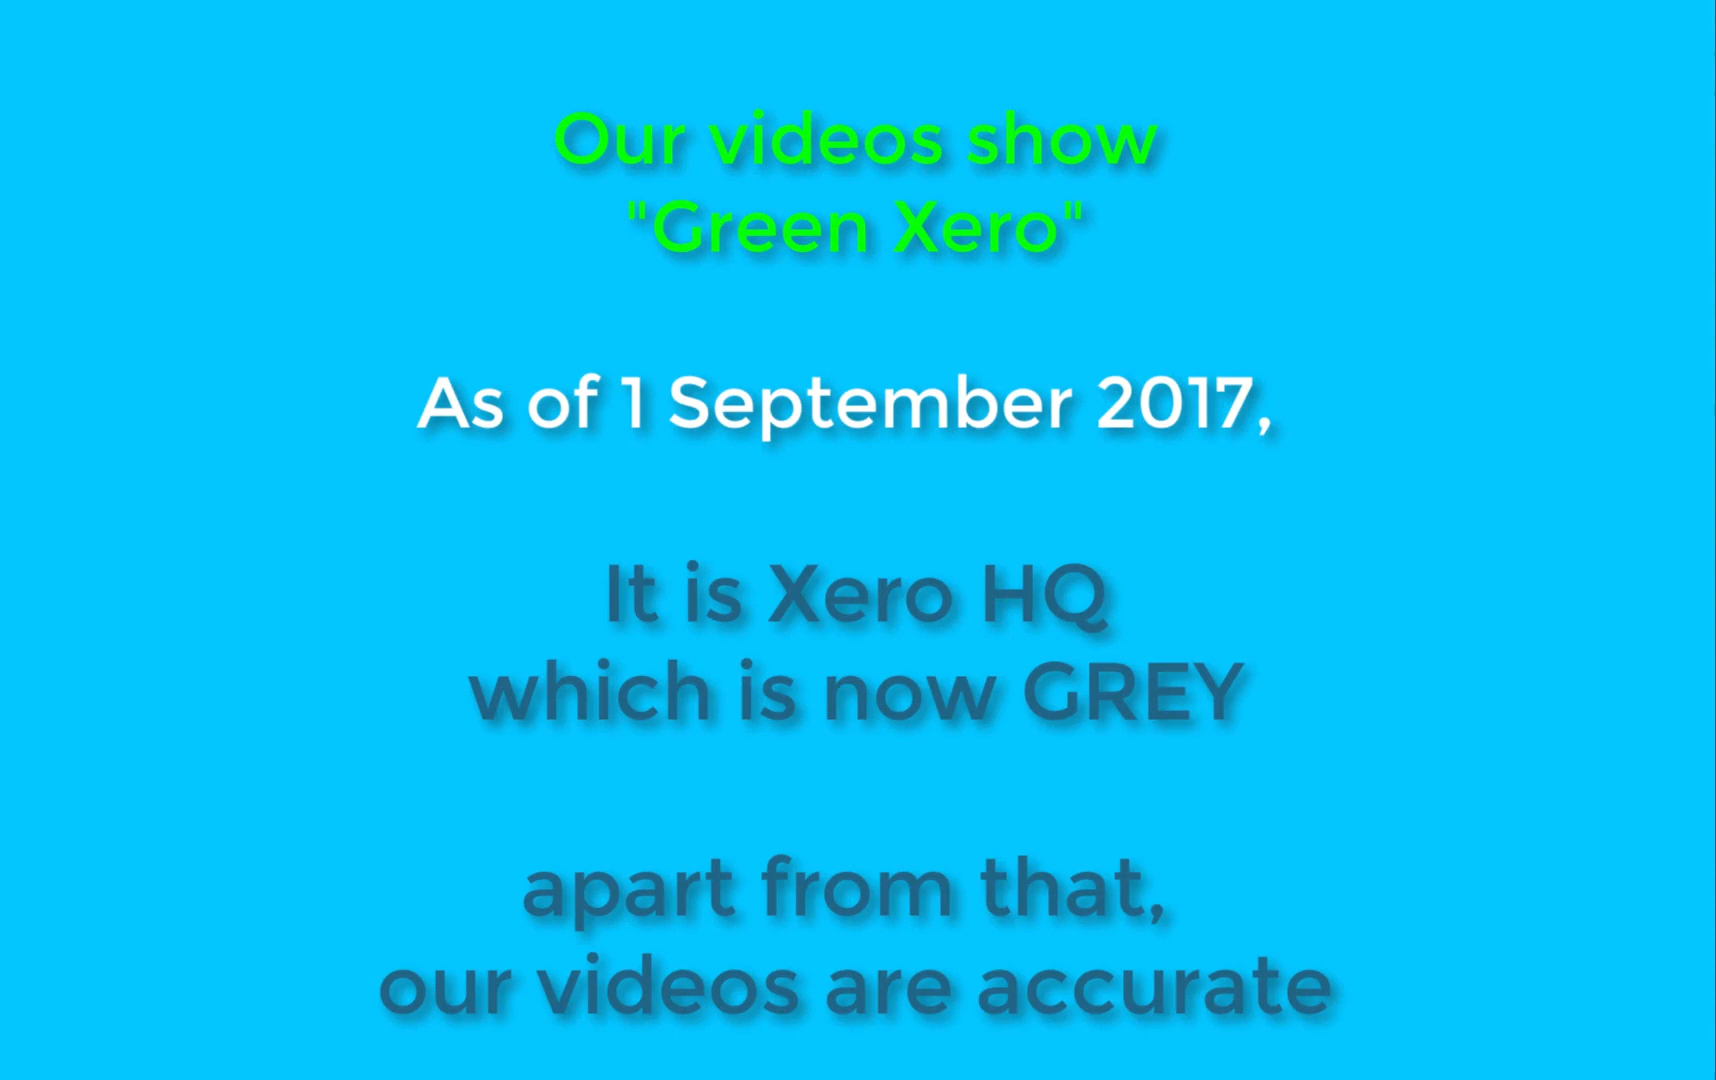 Our videos show
"Green Xero"
As of 1 September 2017,
It is Xero HQ
which is now GREY
apart from that,
our videos are accurate